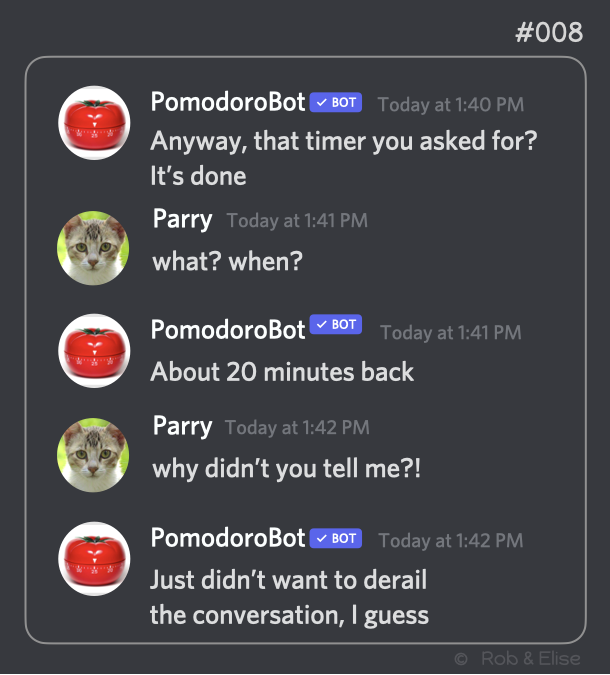 #008
PomodoroBot ✓ BOT Today at 1:40 PM
Anyway, that timer you asked for?
It's done
Parry Today at 1:41 PM
what? when?
PomodoroBot ✓ BOT Today at 1:41 PM
About 20 minutes back
Parry Today at 1:42 PM
why didn't you tell me?!
PomodoroBot ✓ BOT Today at 1:42 PM
Just didn't want to derail
the conversation, I guess
© Rob & Elise